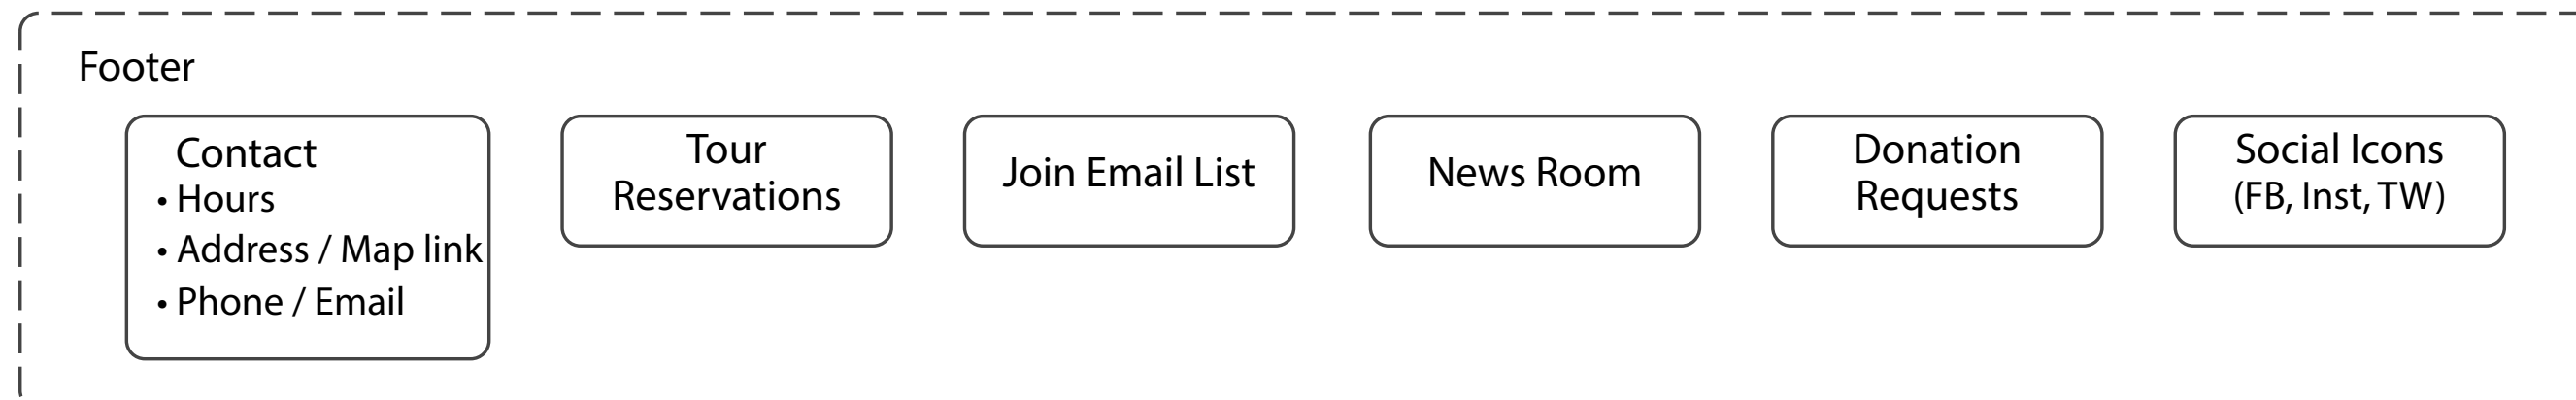 Footer
Contact
• Hours
• Address / Map link
• Phone / Email
Tour
Reservations
Join Email List
News Room
Donation
Requests
Social Icons
(FB, Inst, TW)